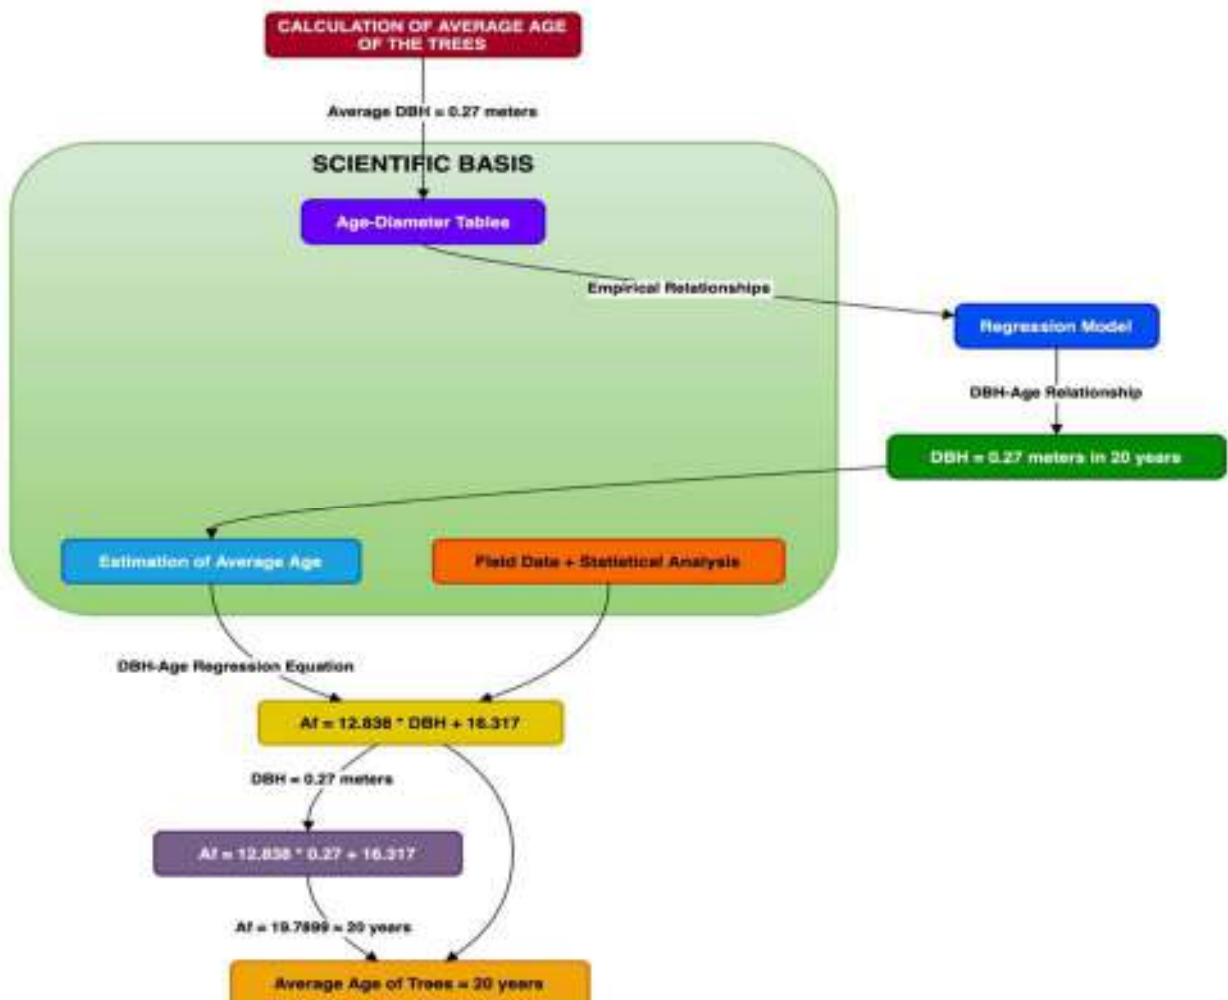 CALCULATION OF AVERAGE AGE
OF THE TREES
Average DBH = 0.27 meters
SCIENTIFIC BASIS
Age-Diameter Tables
Empirical Relationships
Regression Model
DBH-Age Relationship
DBH = 0.27 meters in 20 years
Estimation of Average Age
Field Data + Statistical Analysis
DBH-Age Regression Equation
Af = 12.838 * DBH + 16.317
DBH = 0.27 meters
Af = 12.838 * 0.27 + 16.317
Af = 19.7899 ≈ 20 years
Average Age of Trees = 20 years